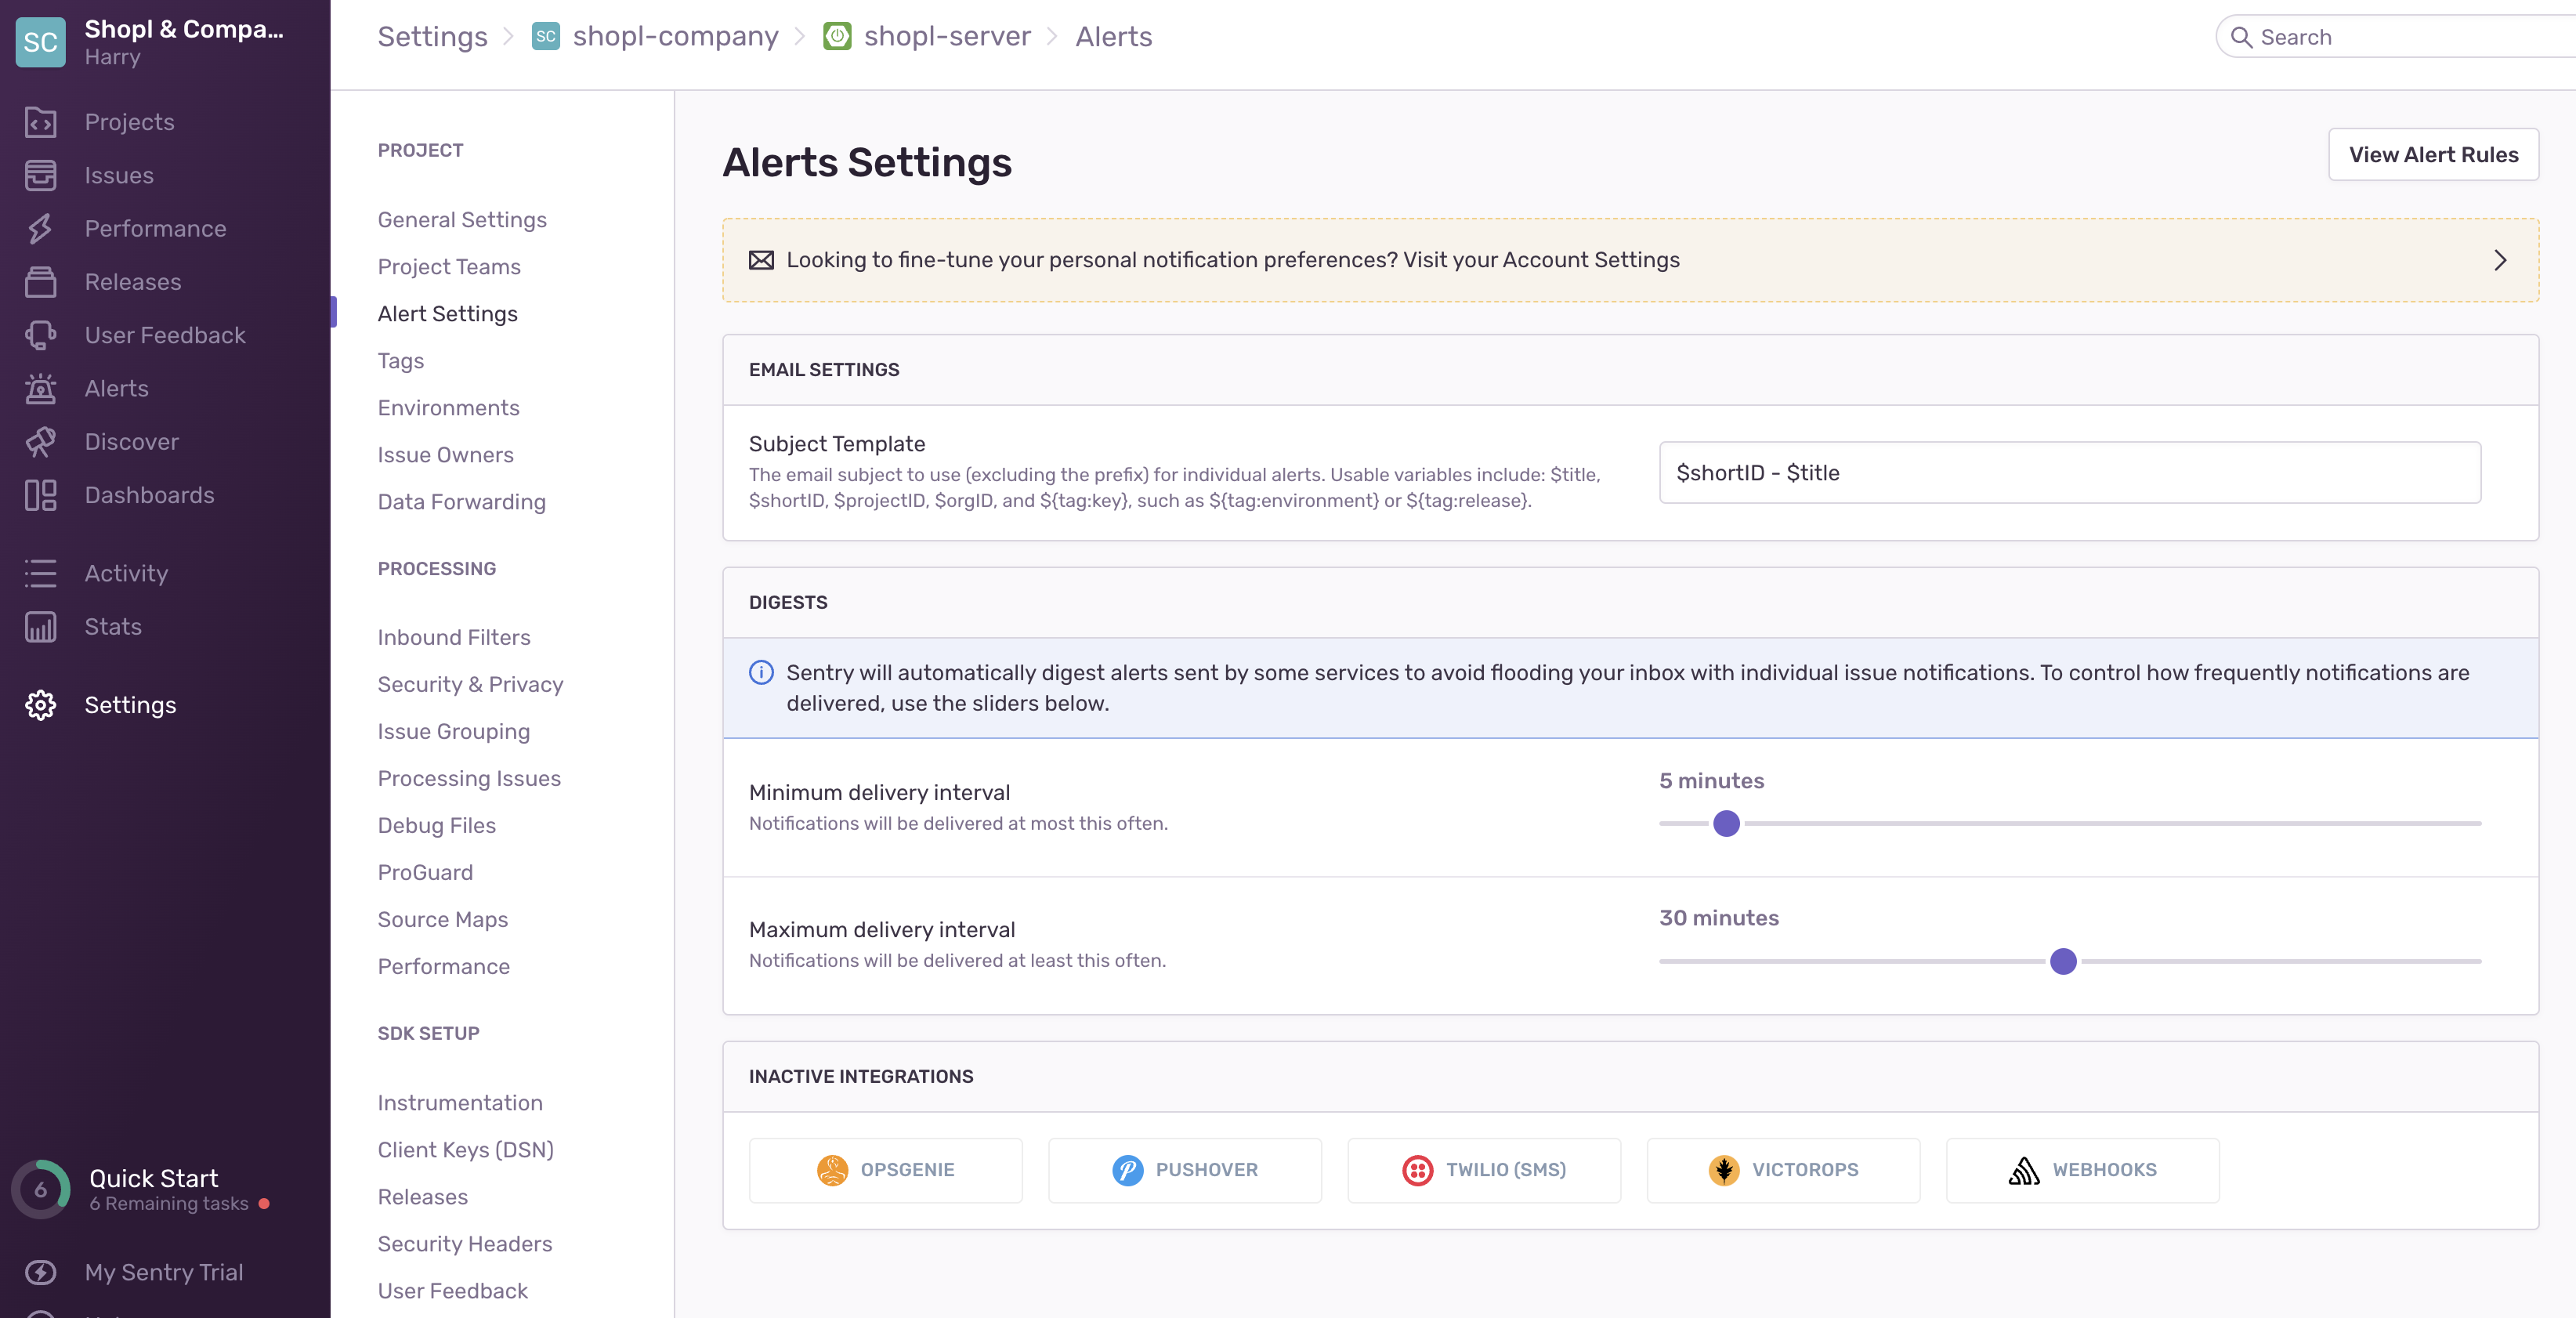 SC
Shopl & Compa...
Harry
Projects
Issues
Performance
Releases
User Feedback
Alerts
Discover
Dashboards
Activity
Stats
Settings
6
Quick Start
6 Remaining tasks
My Sentry Trial
Settings
SC
shopl-company
shopl-server
Alerts
Search
PROJECT
General Settings
Project Teams
Alert Settings
Tags
Environments
Issue Owners
Data Forwarding
PROCESSING
Inbound Filters
Security & Privacy
Issue Grouping
Processing Issues
Debug Files
ProGuard
Source Maps
Performance
SDK SETUP
Instrumentation
Client Keys (DSN)
Releases
Security Headers
User Feedback
Alerts Settings
View Alert Rules
Looking to fine-tune your personal notification preferences? Visit your Account Settings
EMAIL SETTINGS
Subject Template
The email subject to use (excluding the prefix) for individual alerts. Usable variables include: $title,
$shortID, $projectID, $orgID, and ${tag:key}, such as ${tag:environment} or ${tag:release}.
$shortID - $title
DIGESTS
Sentry will automatically digest alerts sent by some services to avoid flooding your inbox with individual issue notifications. To control how frequently notifications are
delivered, use the sliders below.
Minimum delivery interval
Notifications will be delivered at most this often.
5 minutes
Maximum delivery interval
Notifications will be delivered at least this often.
30 minutes
INACTIVE INTEGRATIONS
OPSGENIE
PUSHOVER
TWILIO (SMS)
VICTOROPS
WEBHOOKS